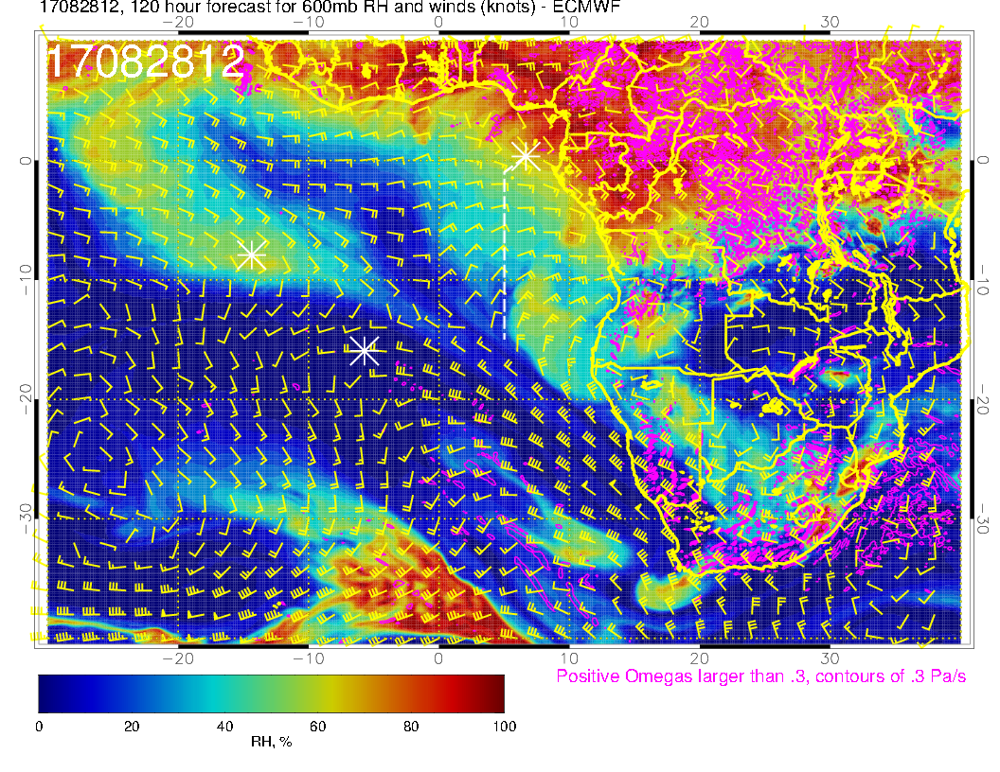 17082812, 120 hour forecast for 600mb RH and winds (knots) - ECMWF
−20 −10 0 10 20 30
17082812
0 0
−10 −10
−20 −20
−30 −30
−20 −10 0 10 20 30
Positive Omegas larger than .3, contours of .3 Pa/s
0 20 40 60 80 100
RH, %